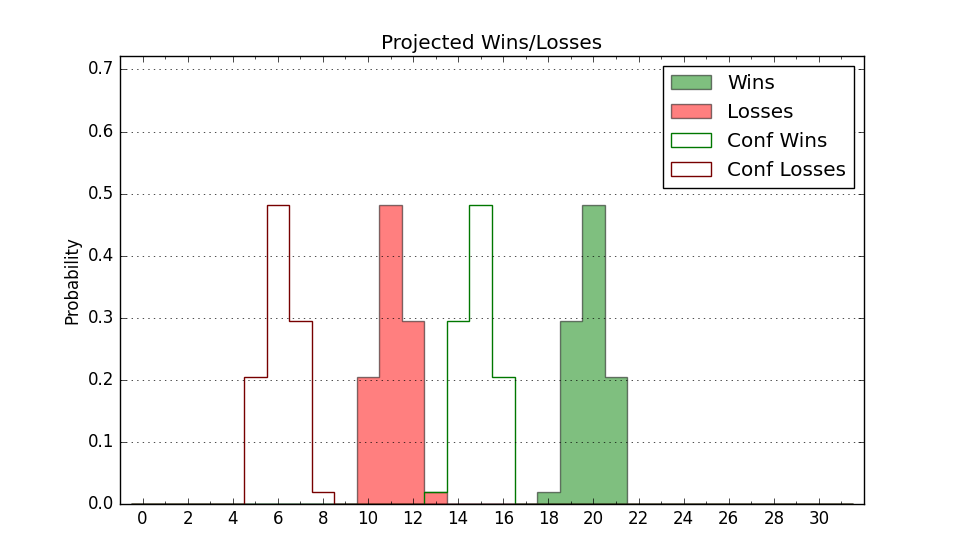 Projected Wins/Losses
0.7
0.6
0.5
0.4
0.3
0.2
0.1
0.0
Probability
Wins
Losses
Conf Wins
Conf Losses
0 2 4 6 8 10 12 14 16 18 20 22 24 26 28 30